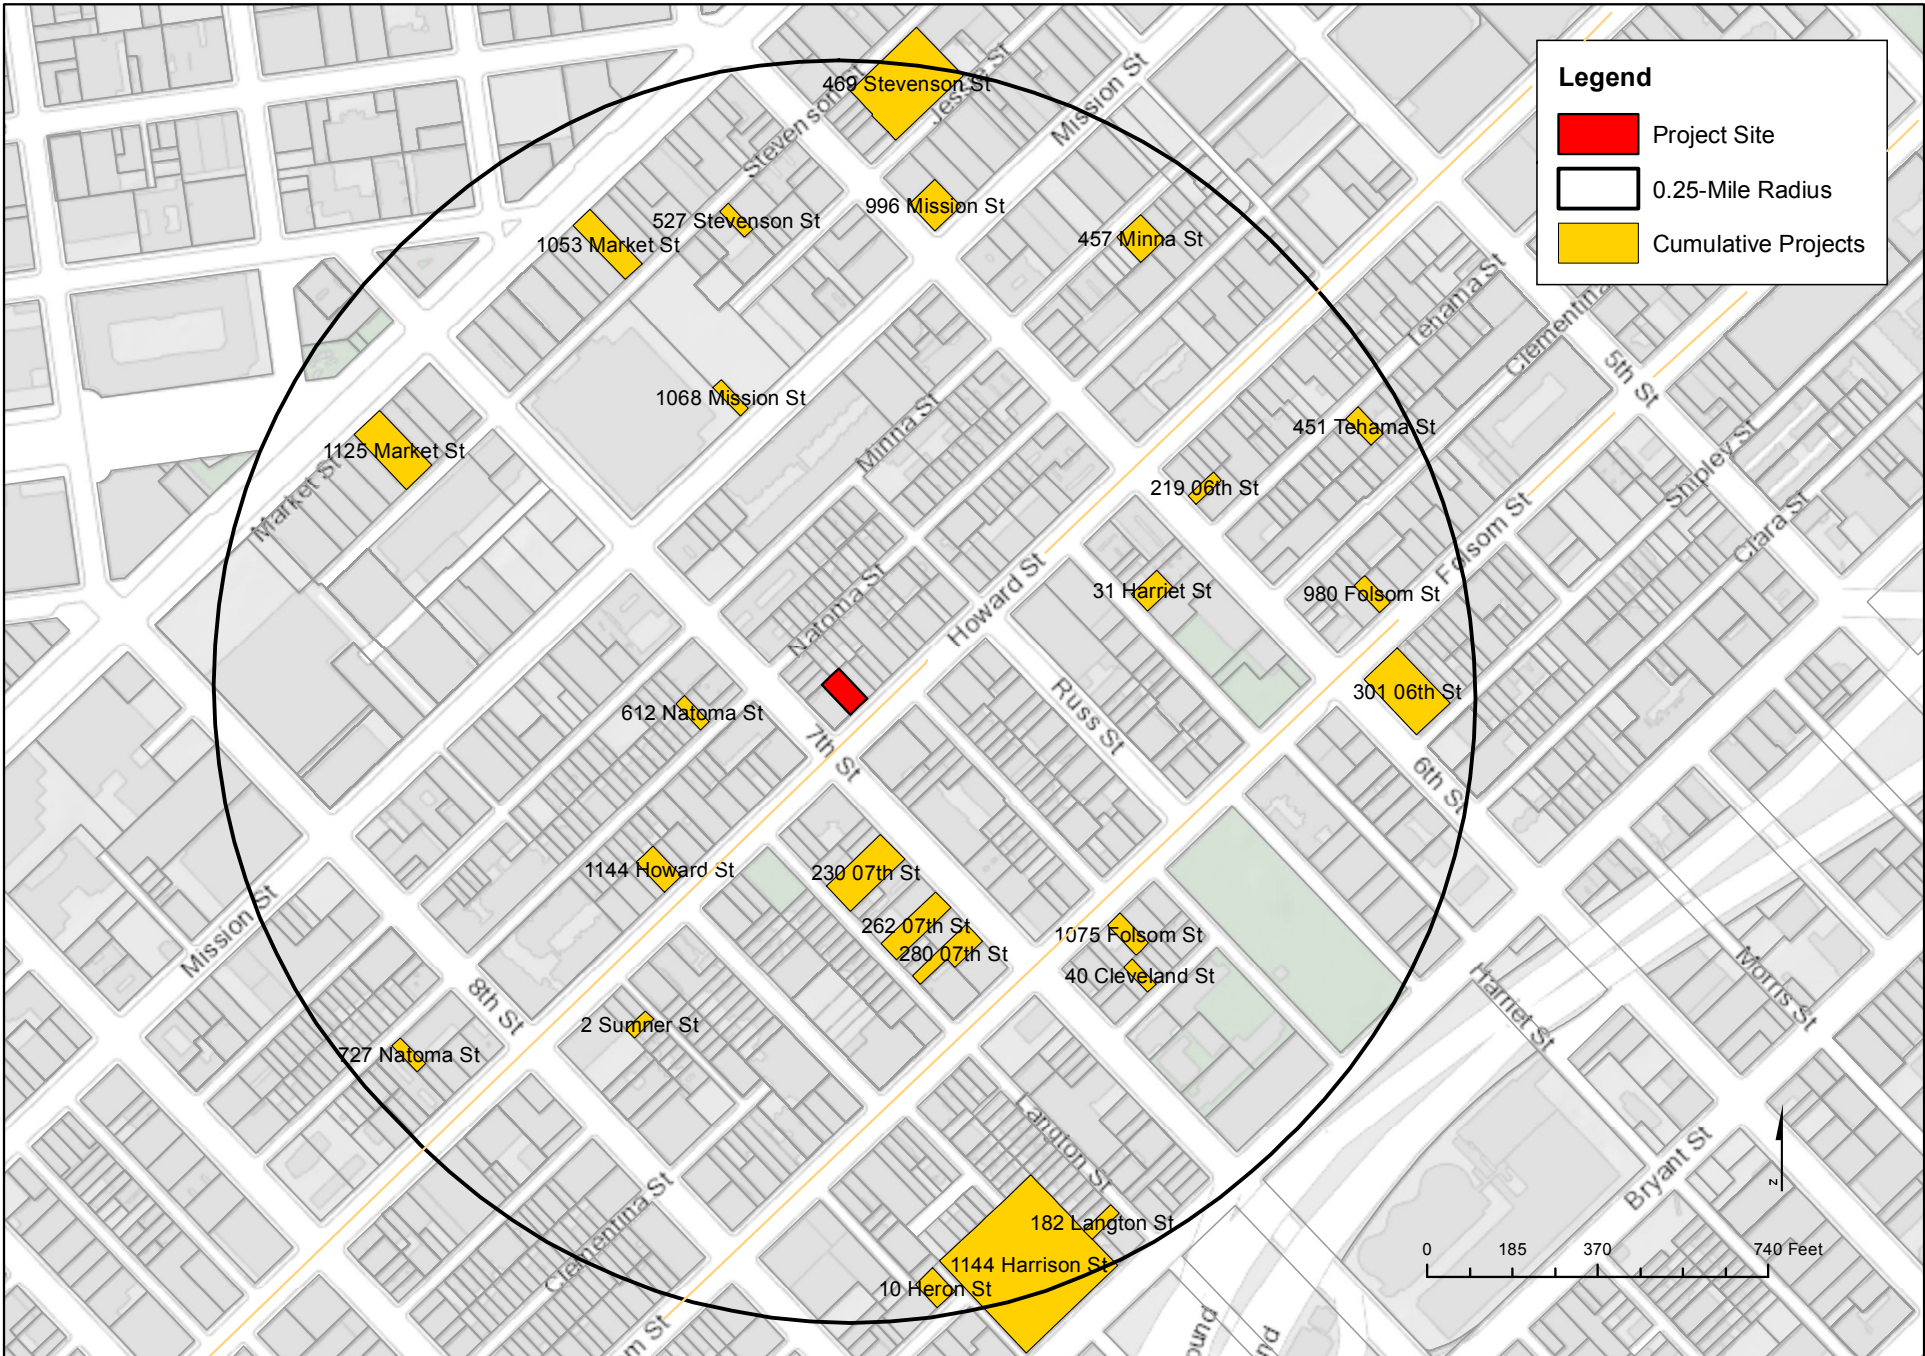 469 Stevenson St
Stevenson St
Jessie St
Mission St
Legend
Project Site
0.25-Mile Radius
Cumulative Projects
996 Mission St
527 Stevenson St
1053 Market St
457 Minna St
Tehama St
Clementina
5th St
1068 Mission St
Minna St
451 Tehama St
1125 Market St
Market St
219 06th St
Shipley St
Clara St
Folsom St
Howard St
Natoma St
31 Harriet St
980 Folsom St
301 06th St
Russ St
612 Natoma St
7th St
6th St
1144 Howard St
230 07th St
262 07th St
280 07th St
1075 Folsom St
40 Cleveland St
Mission St
8th St
2 Sumner St
727 Natoma St
Harriet St
Morris St
Langton St
182 Langton St
1144 Harrison St
10 Heron St
Clementina St
Bryant St
N
0 185 370 740 Feet
m St
ound
nd